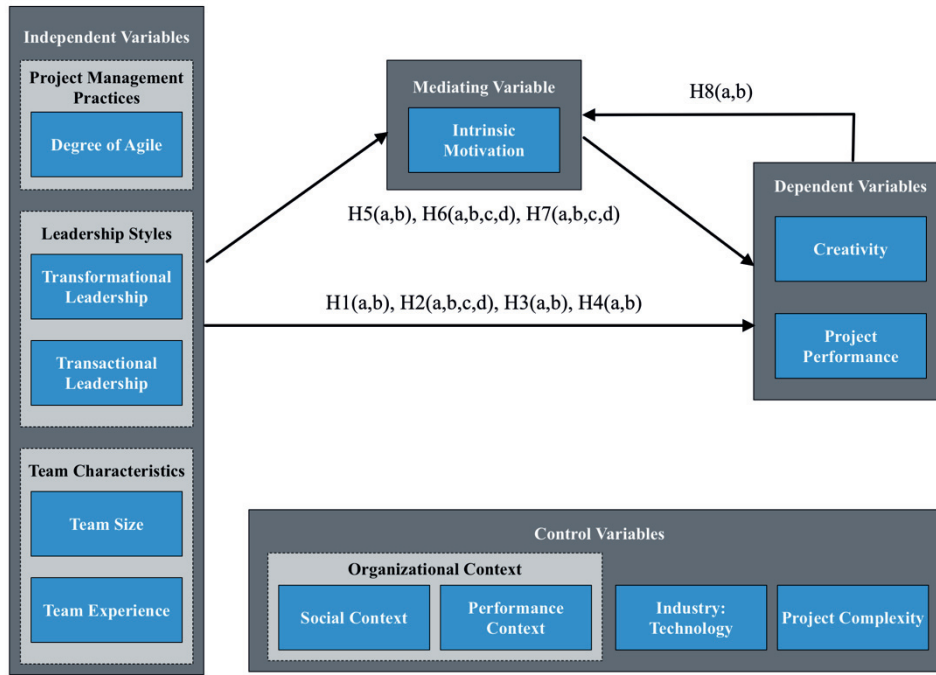 Independent Variables
Project Management
Practices
Degree of Agile
Leadership Styles
Transformational
Leadership
Transactional
Leadership
Team Characteristics
Team Size
Team Experience
Mediating Variable
Intrinsic
Motivation
H8(a,b)
H5(a,b), H6(a,b,c,d), H7(a,b,c,d)
H1(a,b), H2(a,b,c,d), H3(a,b), H4(a,b)
Dependent Variables
Creativity
Project
Performance
Control Variables
Organizational Context
Social Context
Performance
Context
Industry:
Technology
Project Complexity